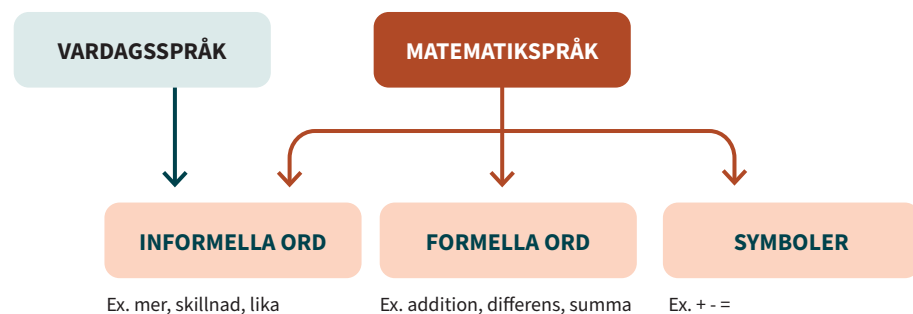 VARDAGSSPRÅK
MATEMATIKSPRÅK
INFORMELLA ORD
FORMELLA ORD
SYMBOLER
Ex. mer, skillnad, lika
Ex. addition, differens, summa
Ex. + - =